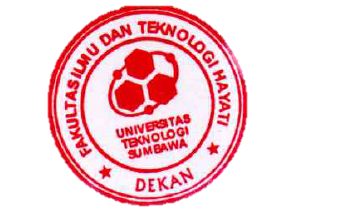 FAKULTAS ILMU DAN TEKNOLOGI HAYATI
UNIVERSITAS
TEKNOLOGI
SUMBAWA
DEKAN